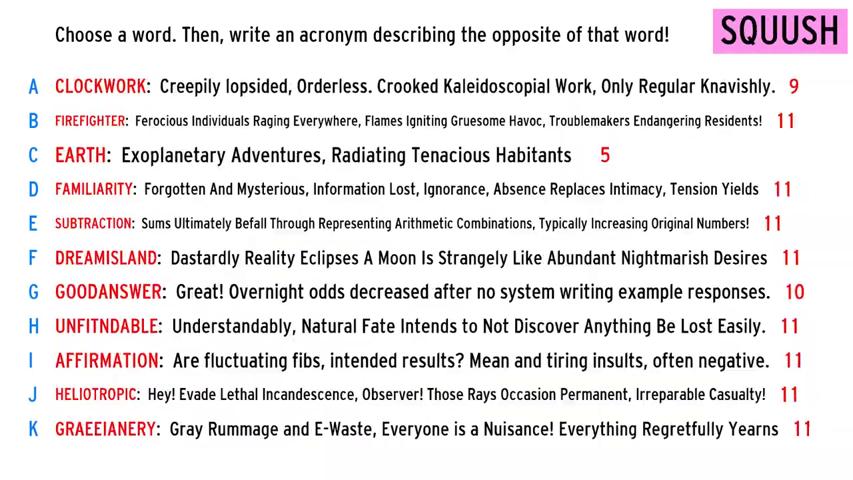 Choose a word. Then, write an acronym describing the opposite of that word!
SQUUSH
A CLOCKWORK: Creepily lopsided, Orderless. Crooked Kaleidoscopial Work, Only Regular Knavishly. 9
B FIREFIGHTER: Ferocious Individuals Raging Everywhere, Flames Igniting Gruesome Havoc, Troublemakers Endangering Residents! 11
C EARTH: Exoplanetary Adventures, Radiating Tenacious Habitants 5
D FAMILIARITY: Forgotten And Mysterious, Information Lost, Ignorance, Absence Replaces Intimacy, Tension Yields 11
E SUBTRACTION: Sums Ultimately Befall Through Representing Arithmetic Combinations, Typically Increasing Original Numbers! 11
F DREAMISLAND: Dastardly Reality Eclipses A Moon Is Strangely Like Abundant Nightmarish Desires 11
G GOODANSWER: Great! Overnight odds decreased after no system writing example responses. 10
H UNFITNDABLE: Understandably, Natural Fate Intends to Not Discover Anything Be Lost Easily. 11
I AFFIRMATION: Are fluctuating fibs, intended results? Mean and tiring insults, often negative. 11
J HELIOTROPIC: Hey! Evade Lethal Incandescence, Observer! Those Rays Occasion Permanent, Irreparable Casualty! 11
K GRAEEIANERY: Gray Rummage and E-Waste, Everyone is a Nuisance! Everything Regretfully Yearns 11